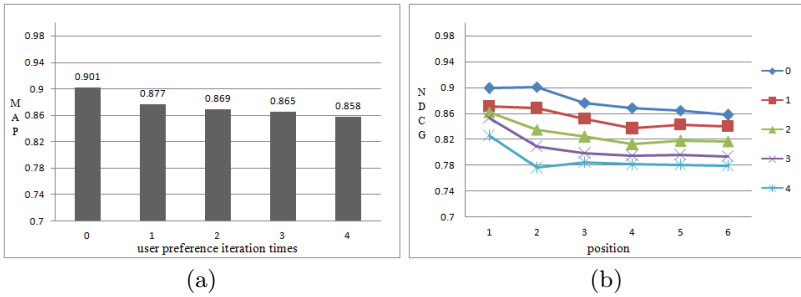 0.98
0.94
0.9
0.86
0.82
0.78
0.74
0.7
M
A
P
0.901
0.877
0.869
0.865
0.858
0 1 2 3 4
user preference iteration times
(a)
0.98
0.94
0.9
0.86
0.82
0.78
0.74
0.7
N
D
C
G
1 2 3 4 5 6
position
0
1
2
3
4
(b)